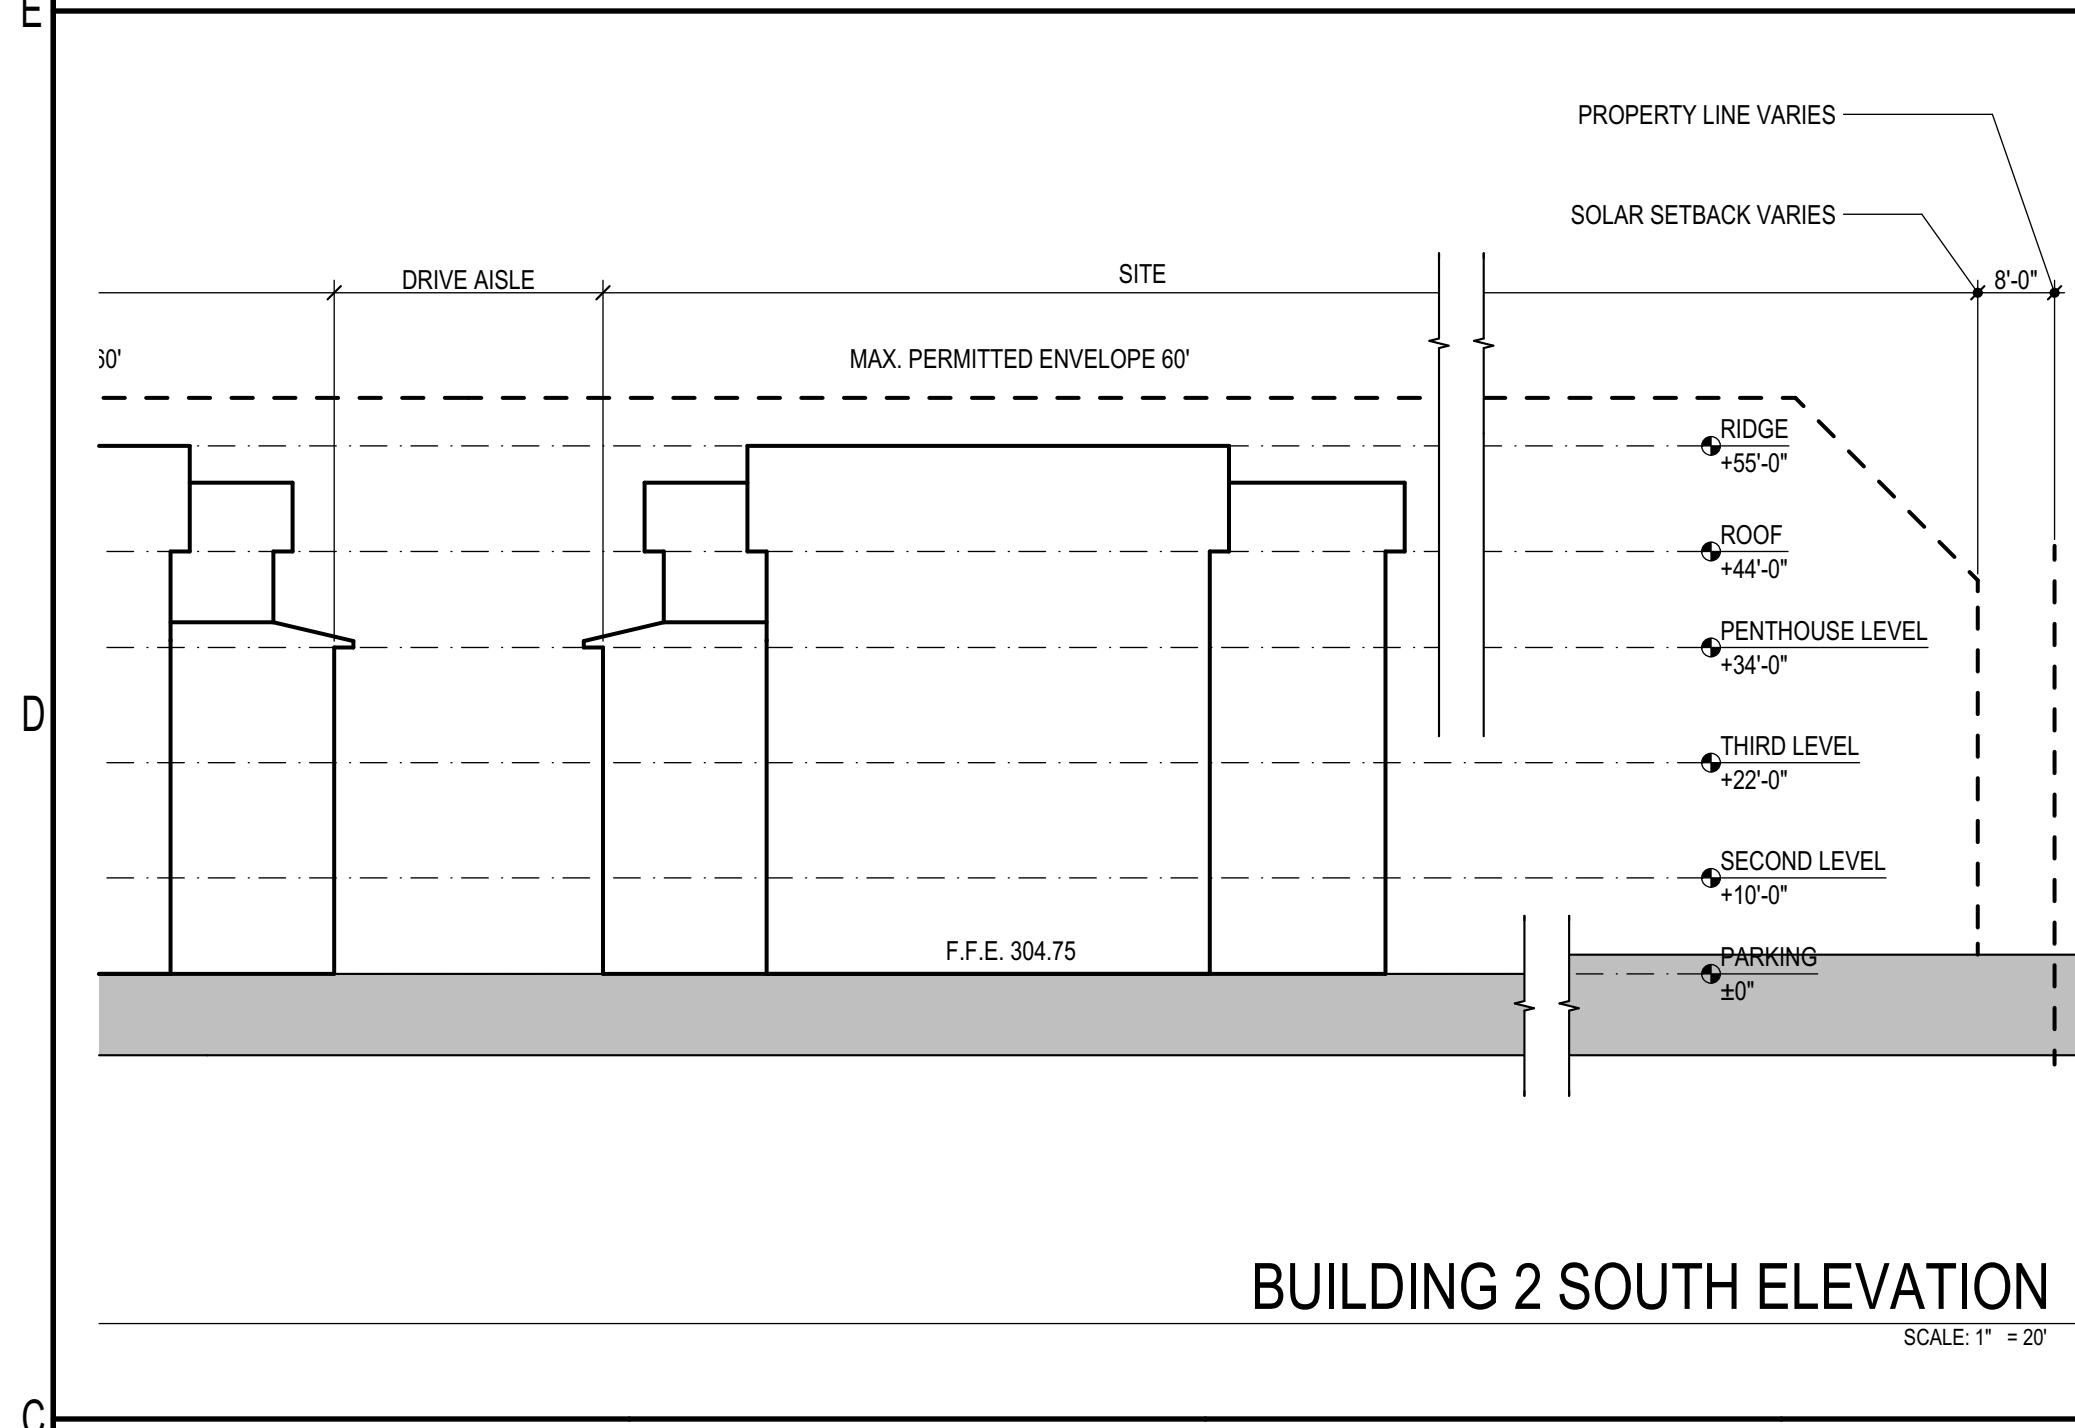 E
PROPERTY LINE VARIES
SOLAR SETBACK VARIES
DRIVE AISLE
SITE
8'-0"
MAX. PERMITTED ENVELOPE 60'
RIDGE
+55'-0"
ROOF
+44'-0"
PENTHOUSE LEVEL
+34'-0"
D
THIRD LEVEL
+22'-0"
SECOND LEVEL
+10'-0"
F.F.E. 304.75
PARKING
±0"
BUILDING 2 SOUTH ELEVATION
SCALE: 1" = 20'
C